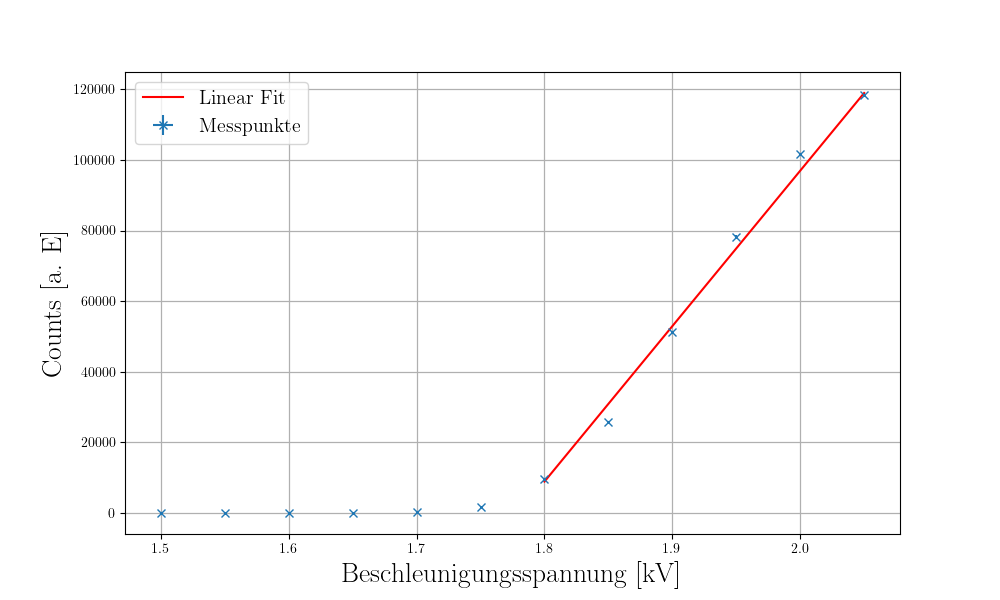 Linear Fit
Messpunkte
120000
100000
80000
60000
40000
20000
0
Counts [a. E]
1.5 1.6 1.7 1.8 1.9 2.0
Beschleunigungsspannung [kV]